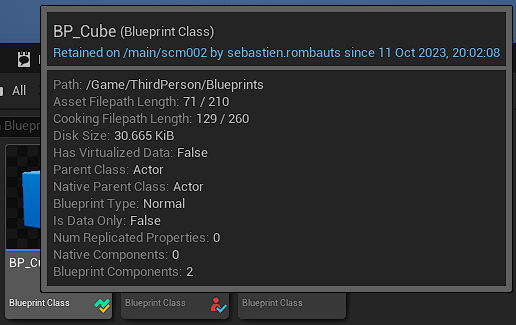 BP_Cube (Blueprint Class)
Retained on /main/scm002 by sebastien.rombauts since 11 Oct 2023, 20:02:08
All
Path: /Game/ThirdPerson/Blueprints
Asset Filepath Length: 71 / 210
Cooking Filepath Length: 129 / 260
Disk Size: 30.665 KiB
Has Virtualized Data: False
Parent Class: Actor
Native Parent Class: Actor
Blueprint Type: Normal
Is Data Only: False
Num Replicated Properties: 0
Native Components: 0
Blueprint Components: 2
Blueprint Class
Blueprint Class
Blueprint Class